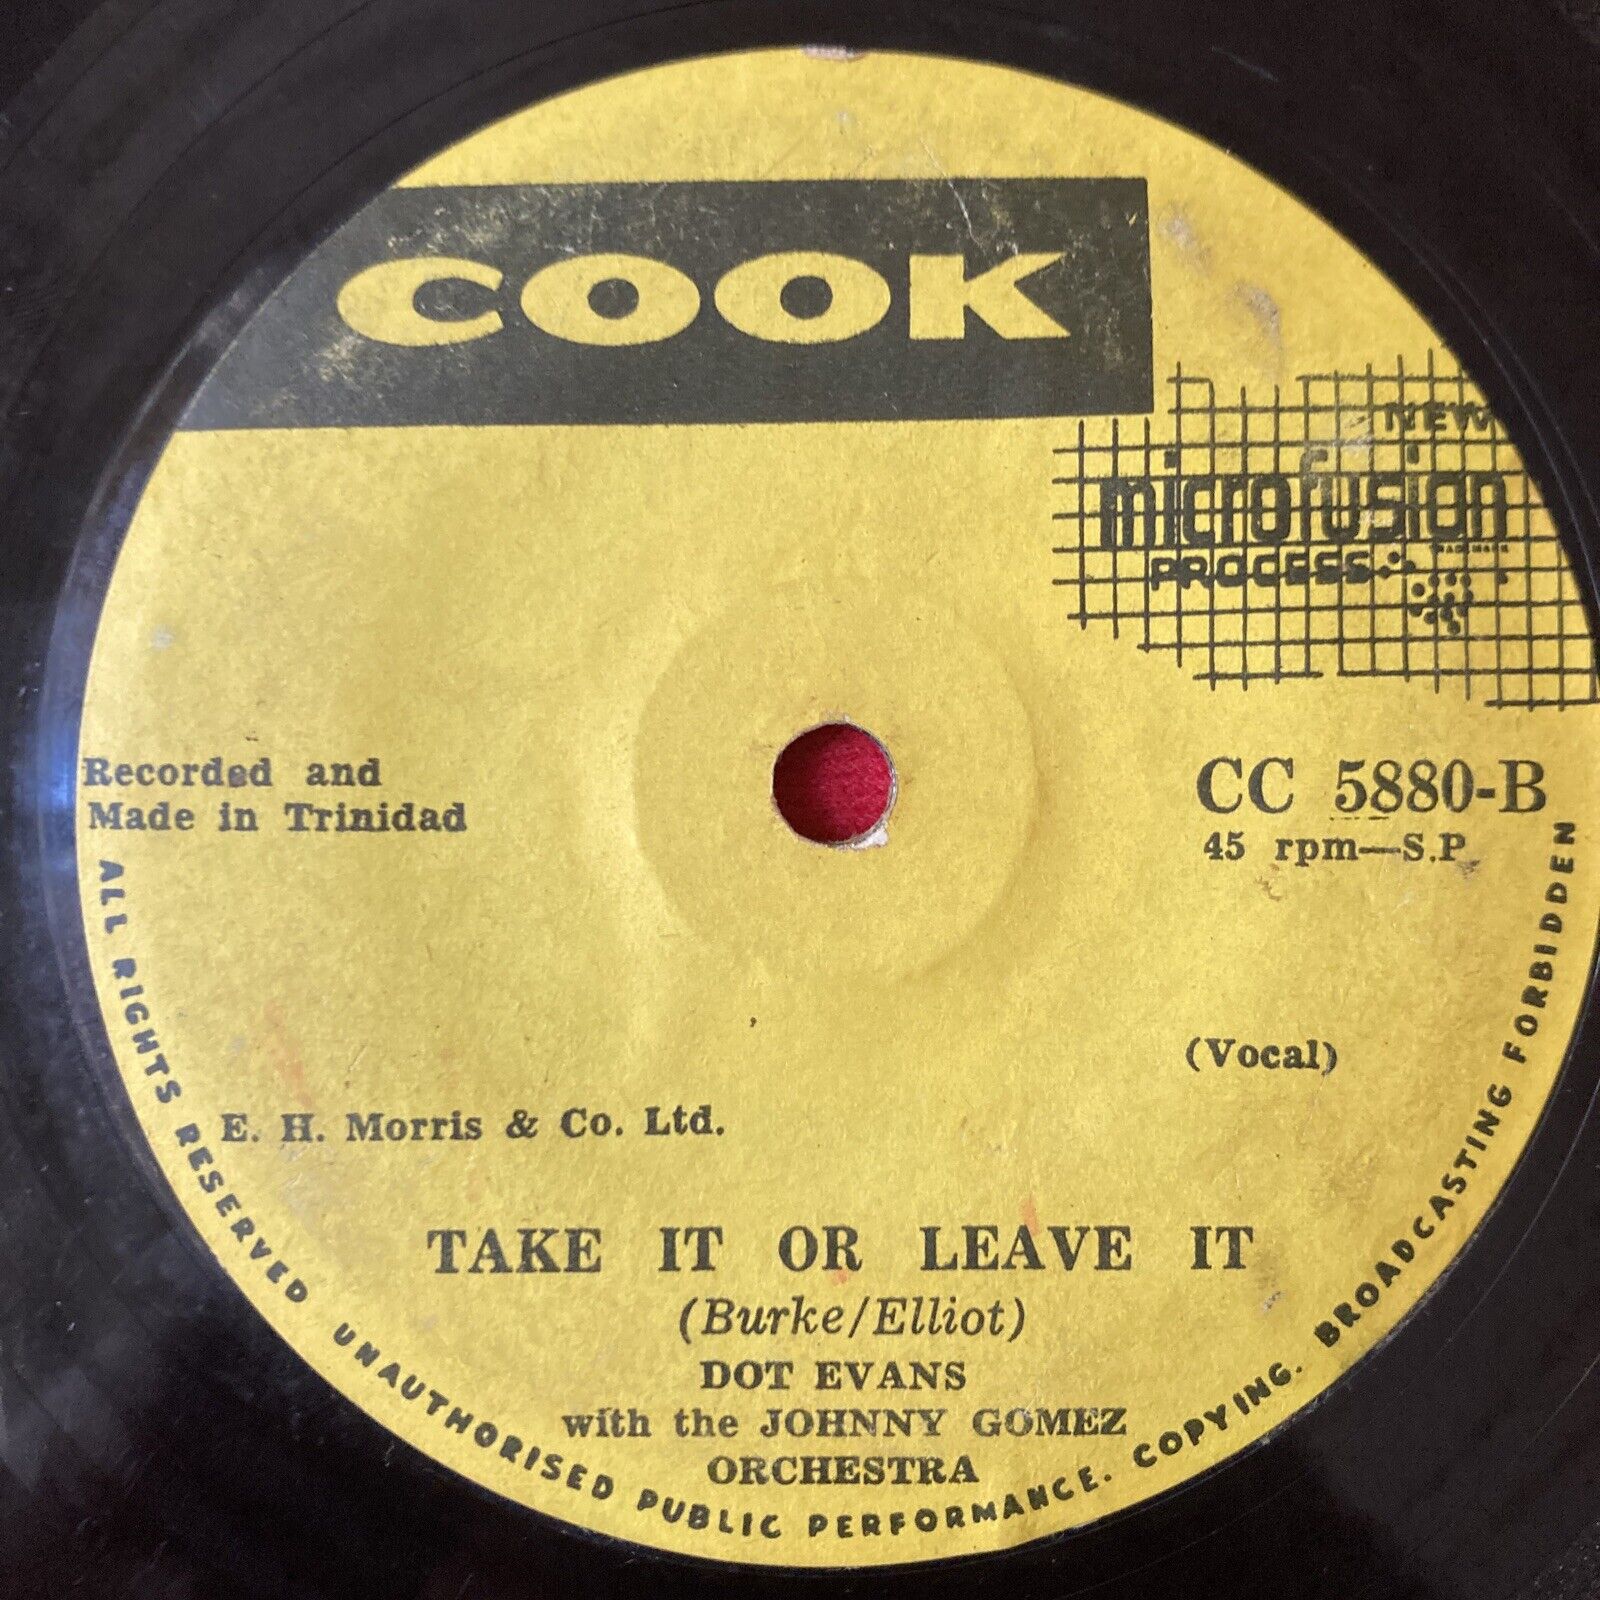 COOK
NEW
microfusion
TRADEMARK
PROCESS
Recorded and
Made in Trinidad
CC 5880-B
45 rpm—S.P
(Vocal)
E. H. Morris & Co. Ltd.
TAKE IT OR LEAVE IT
(Burke/Elliot)
DOT EVANS
with the JOHNNY GOMEZ
ORCHESTRA
ALL RIGHTS RESERVED UNAUTHORISED PUBLIC PERFORMANCE. COPYING. BROADCASTING FORBIDDEN